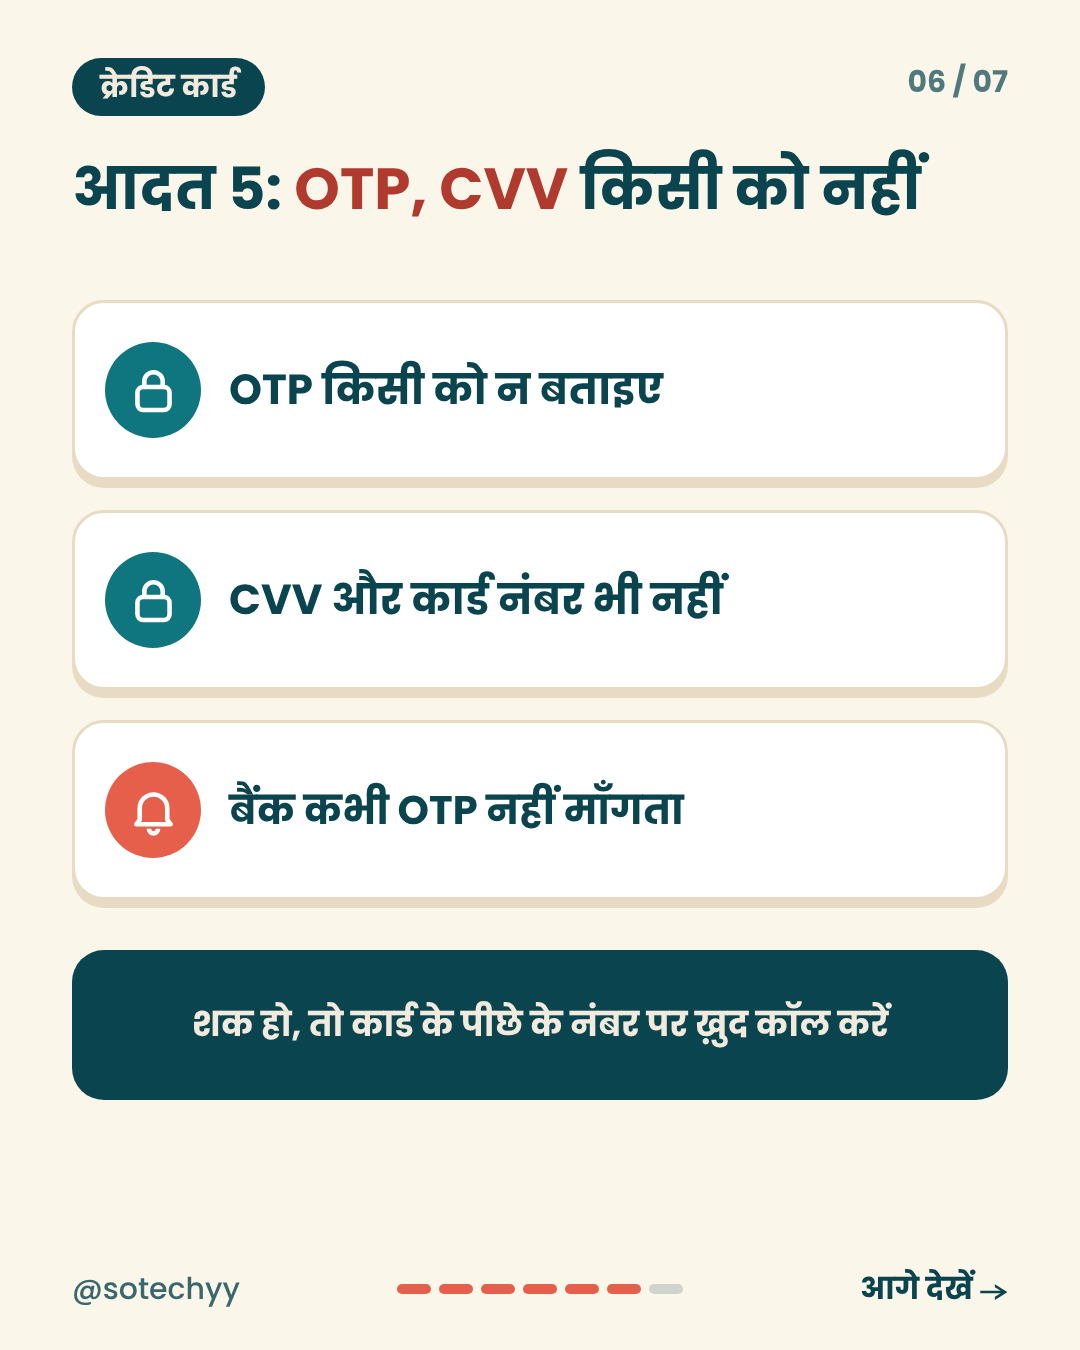 क्रेडिट कार्ड
06 / 07
आदत 5: OTP, CVV किसी को नहीं
OTP किसी को न बताइए
CVV और कार्ड नंबर भी नहीं
बैंक कभी OTP नहीं माँगता
शक हो, तो कार्ड के पीछे के नंबर पर ख़ुद कॉल करें
@sotechyy
आगे देखें →